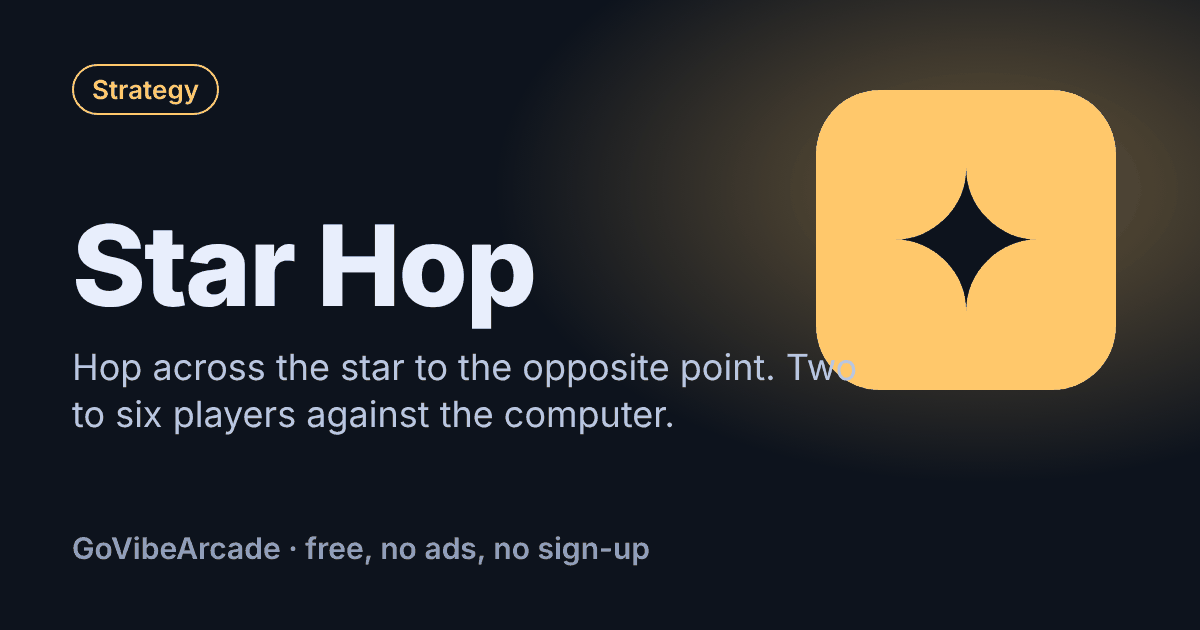 Strategy
Star Hop
Hop across the star to the opposite point. Two
to six players against the computer.
GoVibeArcade · free, no ads, no sign-up